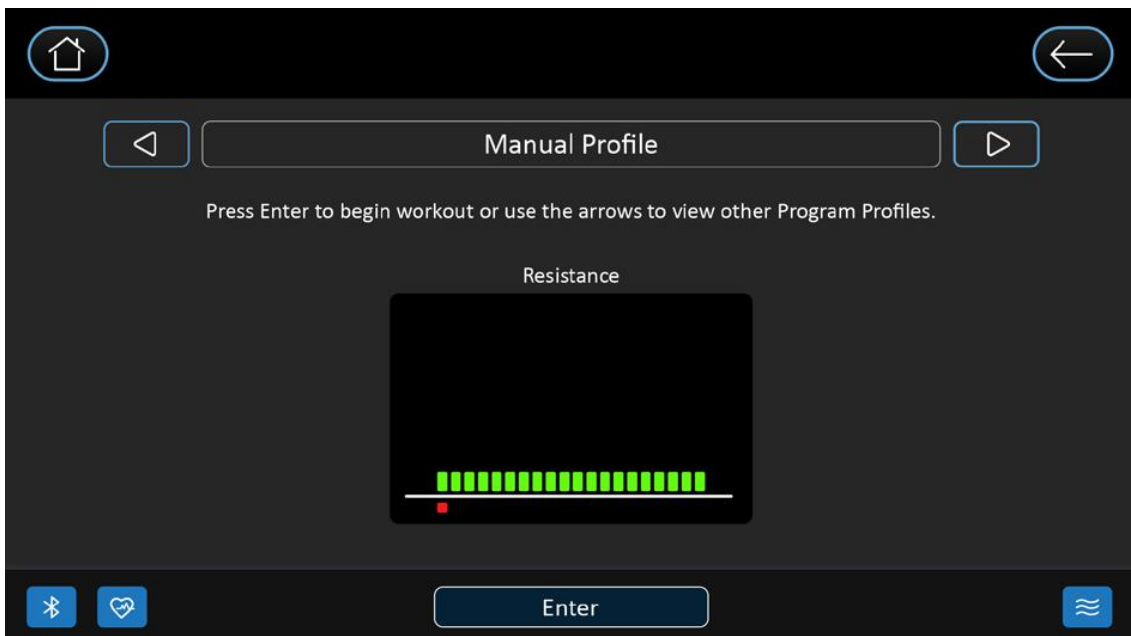 Manual Profile
Press Enter to begin workout or use the arrows to view other Program Profiles.
Resistance
Enter